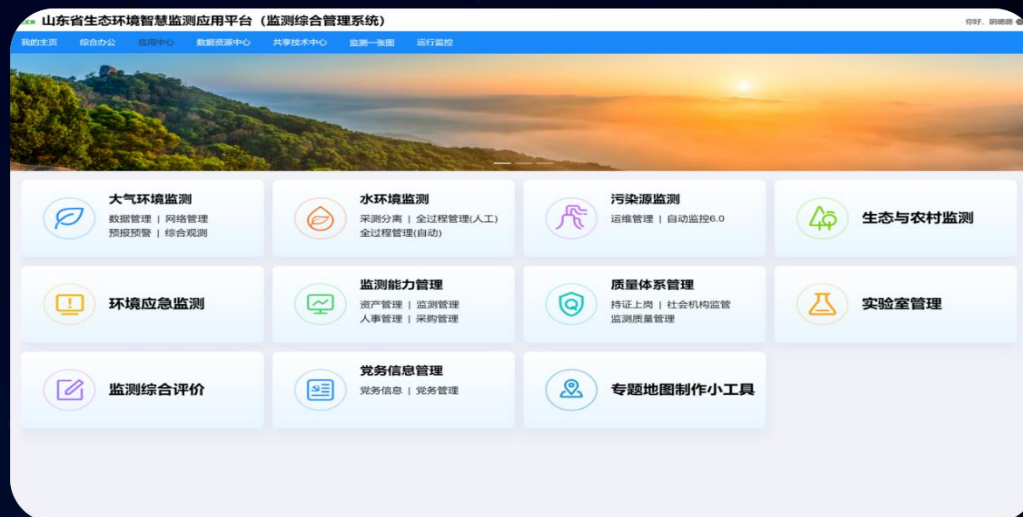 山东省生态环境智慧监测应用平台（监测综合管理系统）
我的主页 综合办公 应用中心 数据资源中心 共享技术中心 监测一张图 运行监控
大气环境监测
数据管理 | 网络管理
预报预警 | 综合观测
水环境监测
采测分离 | 全过程管理(人工)
全过程管理(自动)
污染源监测
运维管理 | 自动监控6.0
生态与农村监测
环境应急监测
监测能力管理
资产管理 | 监测管理
人事管理 | 采购管理
质量体系管理
持证上岗 | 社会机构监管
监测质量管理
实验室管理
监测综合评价
党务信息管理
党务信息 | 党务管理
专题地图制作小工具